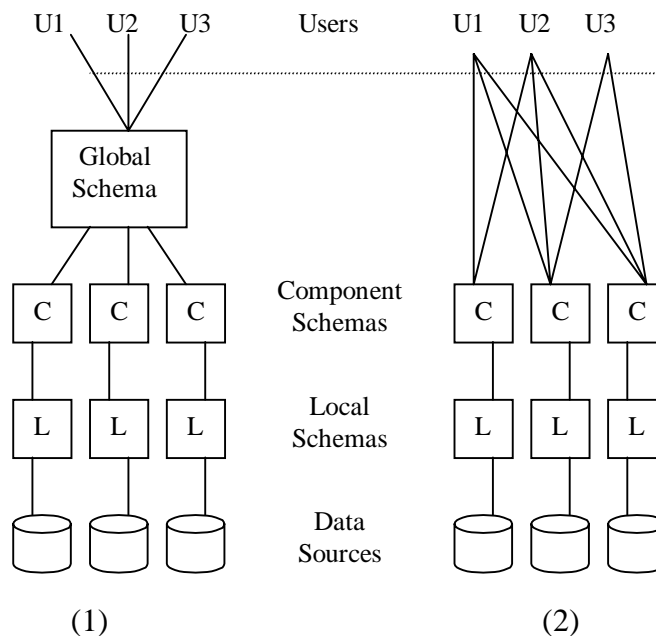 U1 U2 U3 Users U1 U2 U3
Global
Schema
Component
Schemas
C C C C C C
Local
Schemas
L L L L L L
Data
Sources
(1) (2)